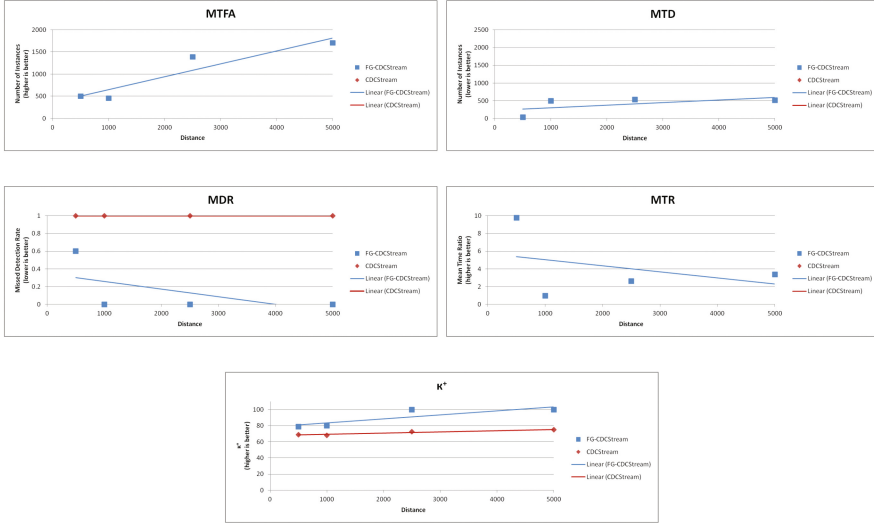 MTFA
2000
1500
1000
500
0
0 1000 2000 3000 4000 5000
Number of Instances
(higher is better)
Distance
FG-CDCStream
CDCStream
Linear (FG-CDCStream)
Linear (CDCStream)
MTD
2500
2000
1500
1000
500
0
0 1000 2000 3000 4000 5000
Number of Instances
(lower is better)
Distance
FG-CDCStream
CDCStream
Linear (FG-CDCStream)
Linear (CDCStream)
MDR
1
0.8
0.6
0.4
0.2
0
0 1000 2000 3000 4000 5000
Missed Detection Rate
(lower is better)
Distance
FG-CDCStream
CDCStream
Linear (FG-CDCStream)
Linear (CDCStream)
MTR
10
8
6
4
2
0
0 1000 2000 3000 4000 5000
Mean Time Ratio
(higher is better)
Distance
FG-CDCStream
CDCStream
Linear (FG-CDCStream)
Linear (CDCStream)
κ⁺
100
80
60
40
20
0
0 1000 2000 3000 4000 5000
κ⁺
(higher is better)
Distance
FG-CDCStream
CDCStream
Linear (FG-CDCStream)
Linear (CDCStream)